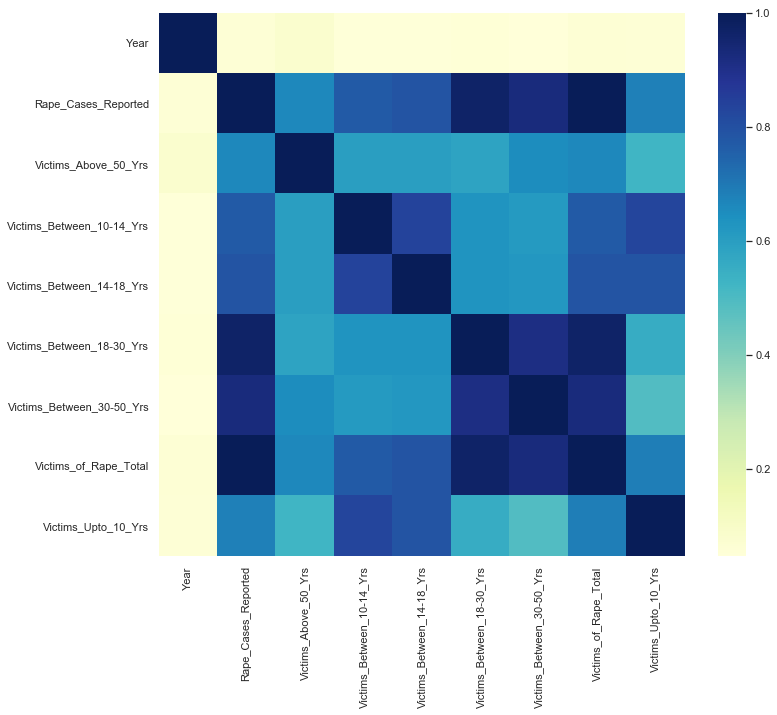 Year
Rape_Cases_Reported
Victims_Above_50_Yrs
Victims_Between_10-14_Yrs
Victims_Between_14-18_Yrs
Victims_Between_18-30_Yrs
Victims_Between_30-50_Yrs
Victims_of_Rape_Total
Victims_Upto_10_Yrs
Year
Rape_Cases_Reported
Victims_Above_50_Yrs
Victims_Between_10-14_Yrs
Victims_Between_14-18_Yrs
Victims_Between_18-30_Yrs
Victims_Between_30-50_Yrs
Victims_of_Rape_Total
Victims_Upto_10_Yrs
1.0
0.8
0.6
0.4
0.2